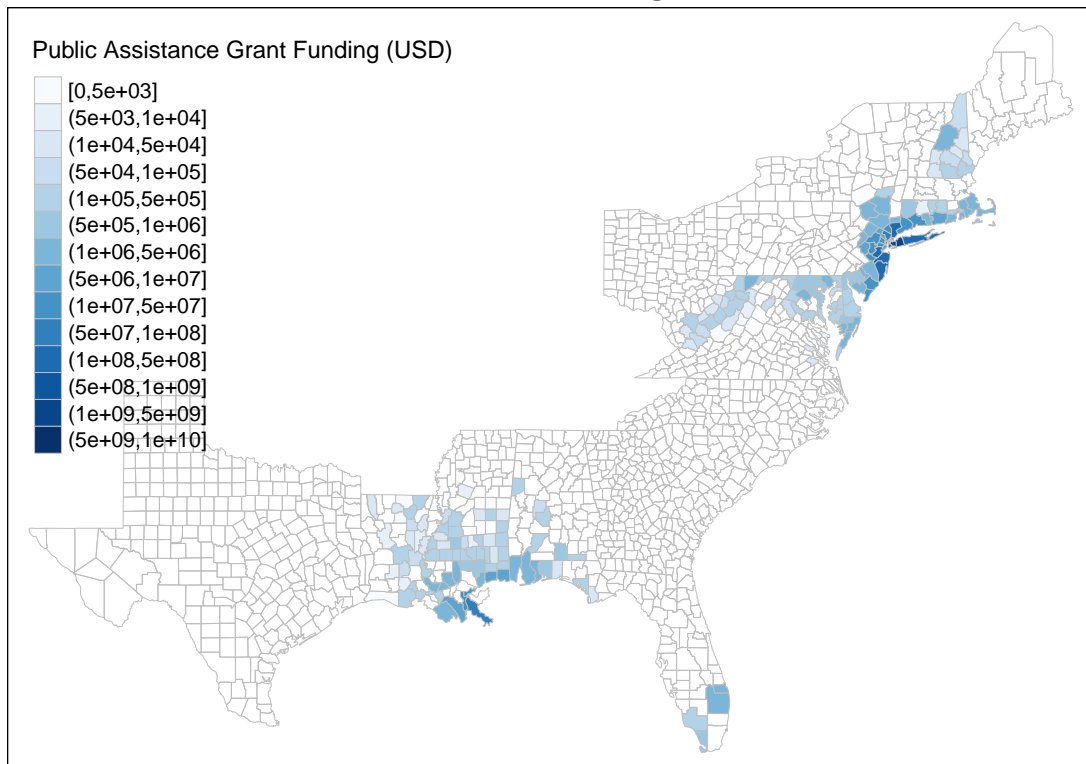 Public Assistance Grant Funding (USD)
[0,5e+03]
(5e+03,1e+04]
(1e+04,5e+04]
(5e+04,1e+05]
(1e+05,5e+05]
(5e+05,1e+06]
(1e+06,5e+06]
(5e+06,1e+07]
(1e+07,5e+07]
(5e+07,1e+08]
(1e+08,5e+08]
(5e+08,1e+09]
(1e+09,5e+09]
(5e+09,1e+10]